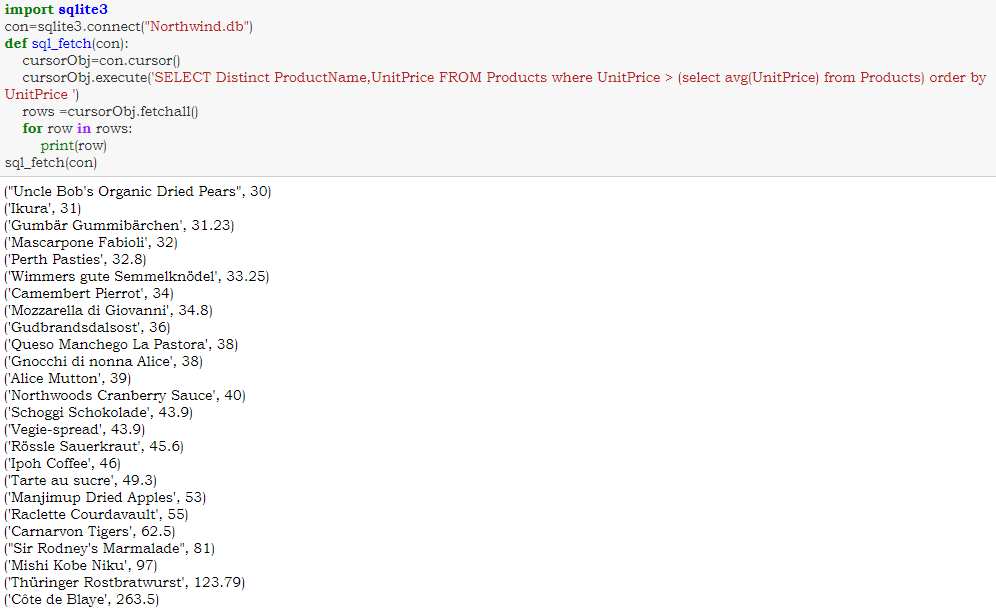 import sqlite3
con=sqlite3.connect("Northwind.db")
def sql_fetch(con):
    cursorObj=con.cursor()
    cursorObj.execute('SELECT Distinct ProductName,UnitPrice FROM Products where UnitPrice > (select avg(UnitPrice) from Products) order by
UnitPrice ')
    rows =cursorObj.fetchall()
    for row in rows:
        print(row)
sql_fetch(con)
("Uncle Bob's Organic Dried Pears", 30)
('Ikura', 31)
('Gumbär Gummibärchen', 31.23)
('Mascarpone Fabioli', 32)
('Perth Pasties', 32.8)
('Wimmers gute Semmelknödel', 33.25)
('Camembert Pierrot', 34)
('Mozzarella di Giovanni', 34.8)
('Gudbrandsdalsost', 36)
('Queso Manchego La Pastora', 38)
('Gnocchi di nonna Alice', 38)
('Alice Mutton', 39)
('Northwoods Cranberry Sauce', 40)
('Schoggi Schokolade', 43.9)
('Vegie-spread', 43.9)
('Rössle Sauerkraut', 45.6)
('Ipoh Coffee', 46)
('Tarte au sucre', 49.3)
('Manjimup Dried Apples', 53)
('Raclette Courdavault', 55)
('Carnarvon Tigers', 62.5)
("Sir Rodney's Marmalade", 81)
('Mishi Kobe Niku', 97)
('Thüringer Rostbratwurst', 123.79)
('Côte de Blaye', 263.5)